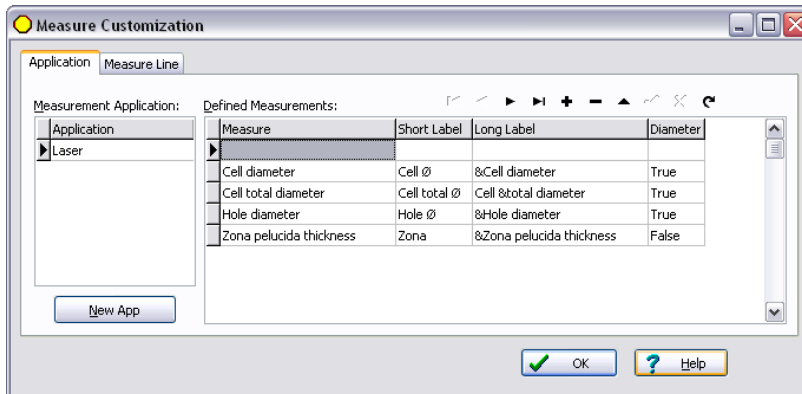 Measure Customization
Application Measure Line
Measurement Application: Defined Measurements:
Application Measure Short Label Long Label Diameter
Laser
Cell diameter Cell Ø &Cell diameter True
Cell total diameter Cell total Ø Cell &total diameter True
Hole diameter Hole Ø &Hole diameter True
Zona pelucida thickness Zona &Zona pelucida thickness False
New App
OK ? Help